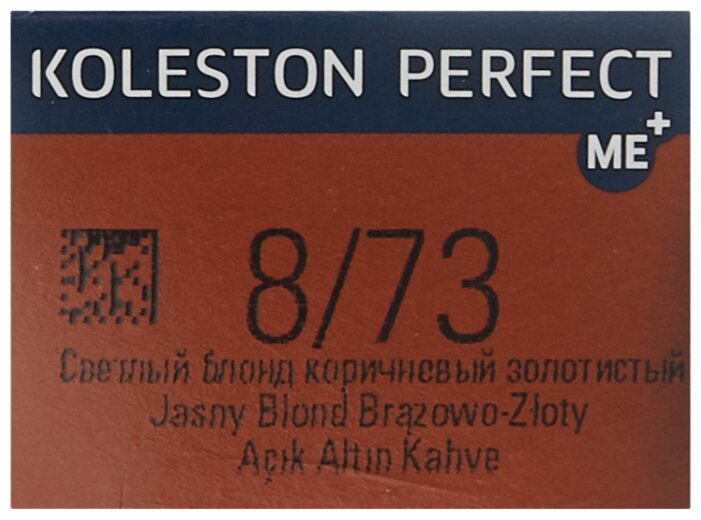 KOLESTON PERFECT
ME+
8/73
Светлый блонд коричневый золотистый
Jasny Blond Brązowo-Złoty
Açık Altın Kahve